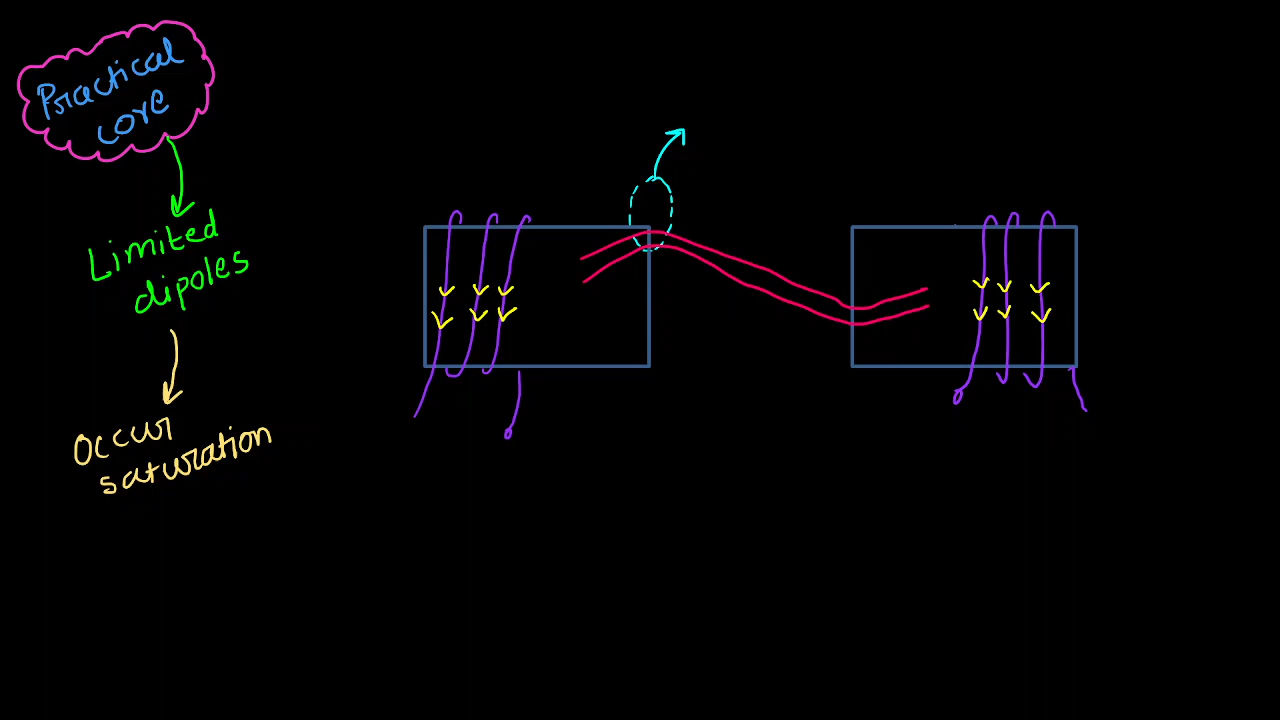 Practical
core
Limited
dipoles
Occur
saturation